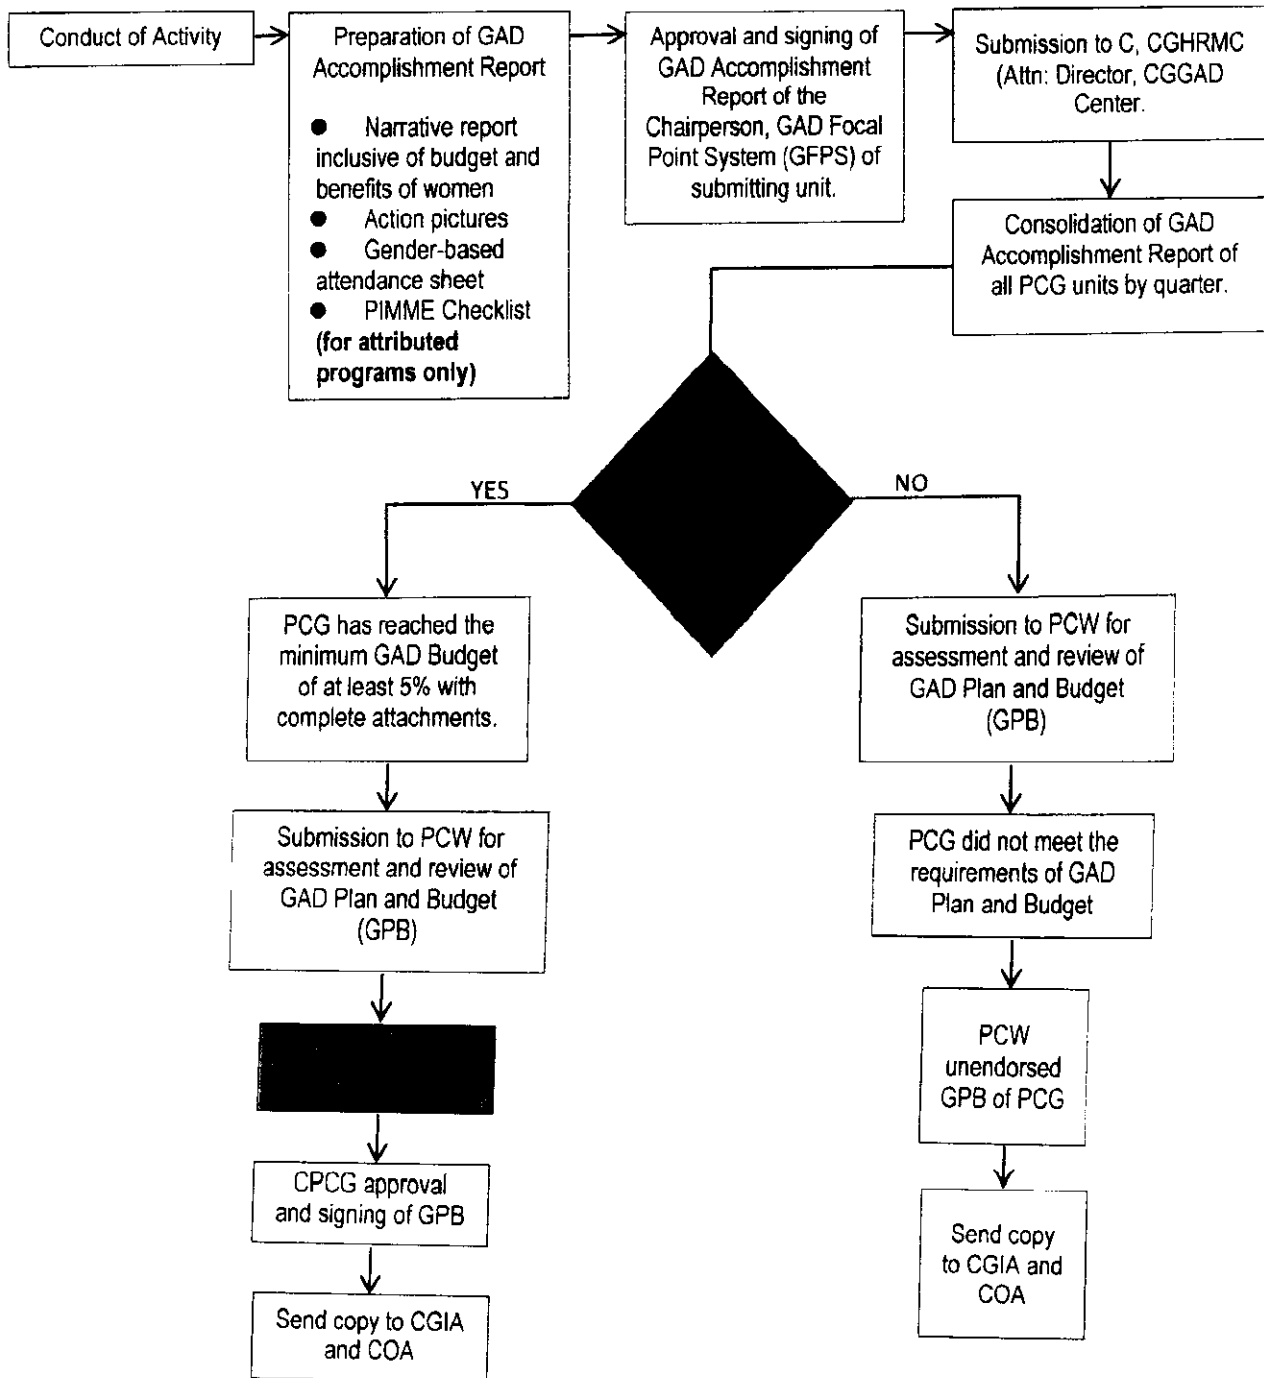 Conduct of Activity
Preparation of GAD
Accomplishment Report
● Narrative report
inclusive of budget and
benefits of women
● Action pictures
● Gender-based
attendance sheet
● PIMME Checklist
(for attributed
programs only)
Approval and signing of
GAD Accomplishment
Report of the
Chairperson, GAD Focal
Point System (GFPS) of
submitting unit.
Submission to C, CGHRMC
(Attn: Director, CGGAD
Center.
Consolidation of GAD
Accomplishment Report of
all PCG units by quarter.
YES
NO
PCG has reached the
minimum GAD Budget
of at least 5% with
complete attachments.
Submission to PCW for
assessment and review of
GAD Plan and Budget
(GPB)
CPCG approval
and signing of GPB
Send copy to CGIA
and COA
Submission to PCW for
assessment and review of
GAD Plan and Budget
(GPB)
PCG did not meet the
requirements of GAD
Plan and Budget
PCW
unendorsed
GPB of PCG
Send copy
to CGIA and
COA